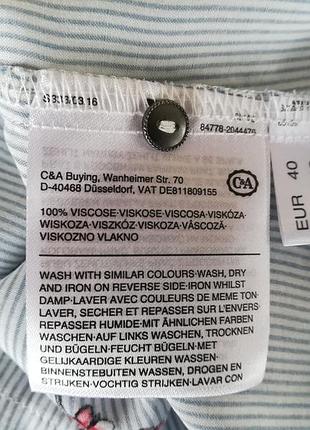 84778-204447
C&A Buying, Wanheimer Str. 70
D-40468 Düsseldorf, VAT DE811809155
C&A
EUR 40
100% VISCOSE-VISKOSE-VISCOSA-VISKÓZA-
WISKOZA-VISZKÓZ-VISKOZA-VÂSCOZĂ-
VISKOZNO VLAKNO
WASH WITH SIMILAR COLOURS-WASH, DRY
AND IRON ON REVERSE SIDE-IRON WHILST
DAMP-LAVER AVEC COULEURS DE MEME TON-
LAVER, SECHER ET REPASSER SUR L'ENVERS-
REPASSER HUMIDE-MIT ÄHNLICHEN FARBEN
WASCHEN-AUF LINKS WASCHEN, TROCKNEN
UND BÜGELN-FEUCHT BÜGELN-MET
GELIJKAARDIGE KLEUREN WASSEN-
BINNENSTEBUITEN WASSEN, DROGEN EN
STRIJKEN-VOCHTIG STRIJKEN-LAVAR CON